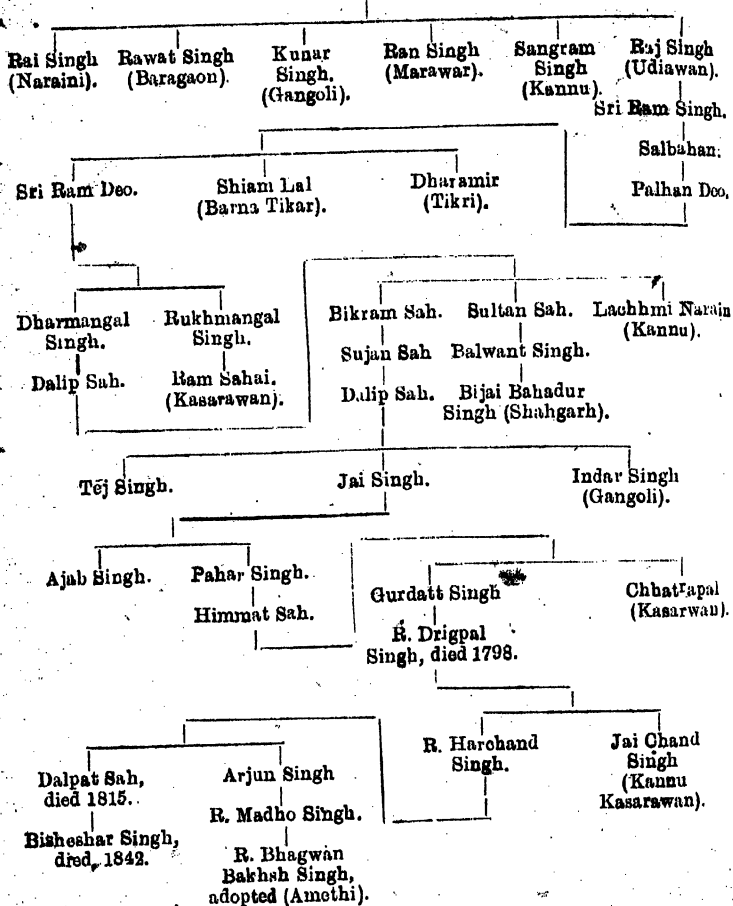 Rai Singh
(Naraini).
Rawat Singh
(Baragaon).
Kunar
Singh.
(Gangoli).
Ran Singh
(Marawar).
Sangram
Singh
(Kannu).
Raj Singh
(Udiawan).
Sri Ram Singh.
Salbahan.
Palhan Deo.
Sri Ram Deo.
Shiam Lal
(Barna Tikar).
Dharamir
(Tikri).
Dharmangal
Singh.
Dalip Sah.
Rukhmangal
Singh.
Ram Sahai.
(Kasarawan).
Bikram Sah.
Sujan Sah
Dalip Sah.
Sultan Sah.
Balwant Singh.
Bijai Bahadur
Singh (Shahgarh).
Lachhmi Narain
(Kannu).
Tej Singh.
Jai Singh.
Indar Singh
(Gangoli).
Ajab Singh.
Pahar Singh.
Himmat Sah.
Gurdatt Singh
R. Drigpal
Singh, died 1798.
Chhatrapal
(Kasarwan).
R. Harchand
Singh.
Jai Chand
Singh
(Kannu
Kasarawan).
Dalpat Sah,
died 1815.
Bisheshar Singh,
died, 1842.
Arjun Singh
R. Madho Singh.
R. Bhagwan
Bakhsh Singh,
adopted (Amethi).